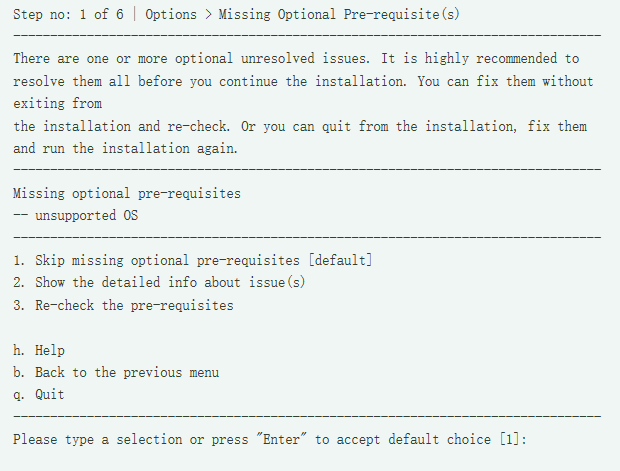 Step no: 1 of 6 | Options > Missing Optional Pre-requisite(s)
--------------------------------------------------------------------------------
There are one or more optional unresolved issues. It is highly recommended to
resolve them all before you continue the installation. You can fix them without
exiting from
the installation and re-check. Or you can quit from the installation, fix them
and run the installation again.
--------------------------------------------------------------------------------
Missing optional pre-requisites
-- unsupported OS
--------------------------------------------------------------------------------
1. Skip missing optional pre-requisites [default]
2. Show the detailed info about issue(s)
3. Re-check the pre-requisites
h. Help
b. Back to the previous menu
q. Quit
--------------------------------------------------------------------------------
Please type a selection or press "Enter" to accept default choice [1]: